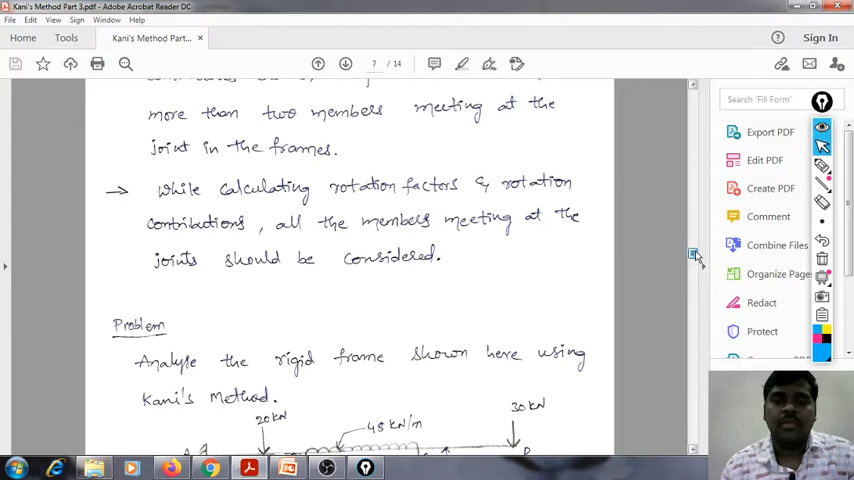 Kani's Method Part 3.pdf - Adobe Acrobat Reader DC
File Edit View Sign Window Help
Home Tools Kani's Method Part... × Sign In
7 / 14
more than two members meeting at the
joint in the frames.
→ While calculating rotation factors & rotation
contributions, all the members meeting at the
joints should be considered.
Problem
Analyse the rigid frame shown here using
Kani's Method.
20 kN
48 kN/m
30 kN
Search 'Fill Form'
Export PDF
Edit PDF
Create PDF
Comment
Combine Files
Organize Pages
Redact
Protect